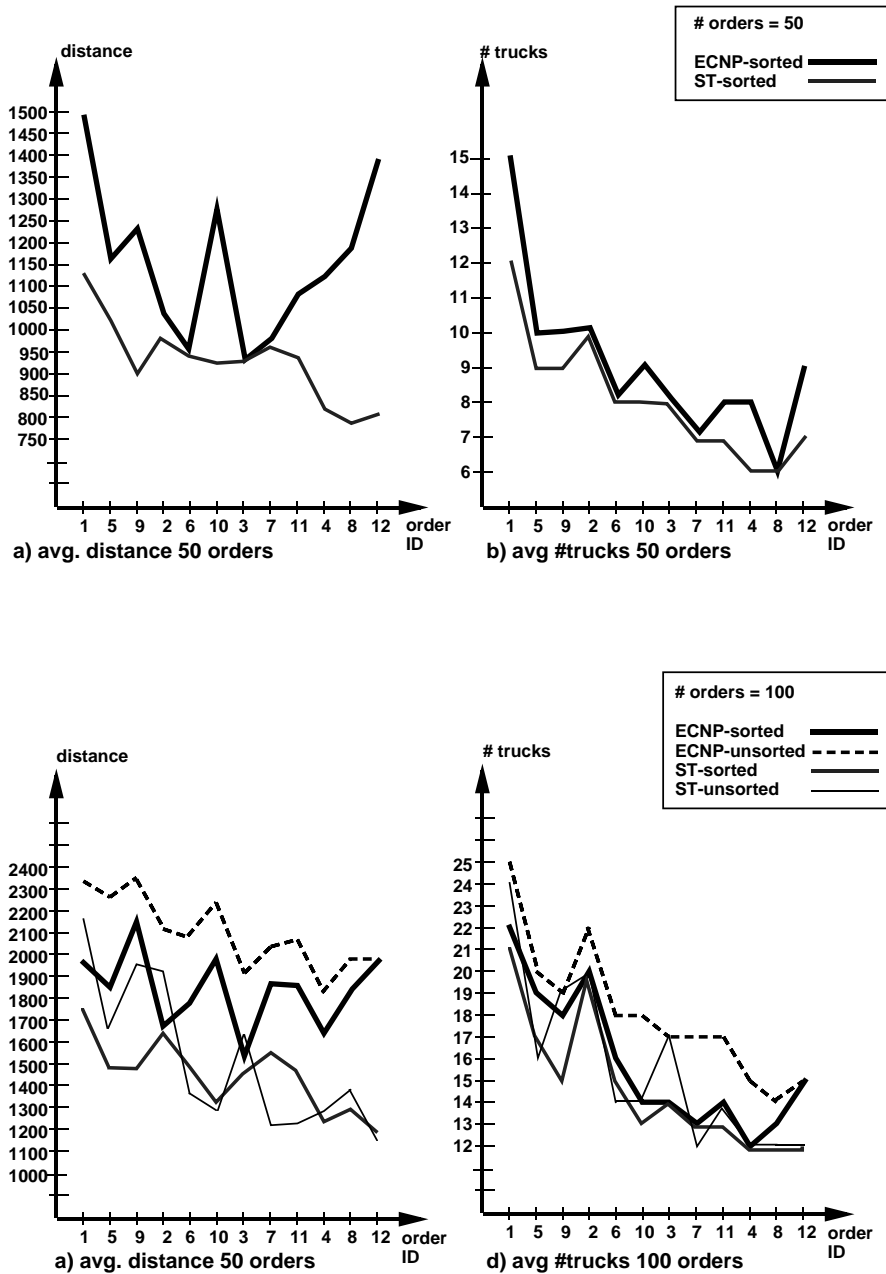 distance
1500
1450
1400
1350
1300
1250
1200
1150
1100
1050
1000
950
900
850
800
750
1 5 9 2 6 10 3 7 11 4 8 12 order
ID
a) avg. distance 50 orders
# trucks
15
14
13
12
11
10
9
8
7
6
1 5 9 2 6 10 3 7 11 4 8 12 order
ID
b) avg #trucks 50 orders
# orders = 50
ECNP-sorted
ST-sorted
distance
2400
2300
2200
2100
2000
1900
1800
1700
1600
1500
1400
1300
1200
1100
1000
1 5 9 2 6 10 3 7 11 4 8 12 order
ID
a) avg. distance 50 orders
# trucks
25
24
23
22
21
20
19
18
17
16
15
14
13
12
1 5 9 2 6 10 3 7 11 4 8 12 order
ID
d) avg #trucks 100 orders
# orders = 100
ECNP-sorted
ECNP-unsorted
ST-sorted
ST-unsorted